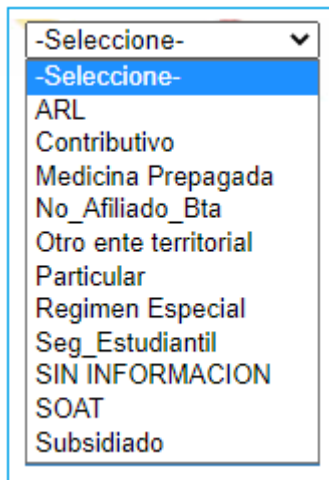 -Seleccione-
-Seleccione-
ARL
Contributivo
Medicina Prepagada
No_Afiliado_Bta
Otro ente territorial
Particular
Regimen Especial
Seg_Estudiantil
SIN INFORMACION
SOAT
Subsidiado